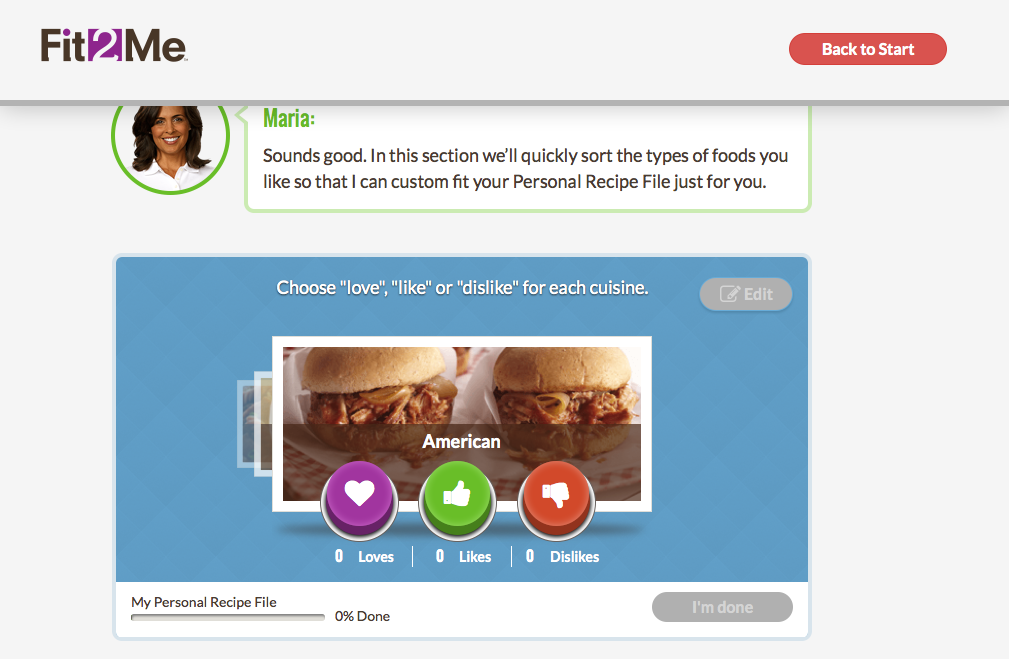 Fit2Me
Back to Start
Maria:
Sounds good. In this section we'll quickly sort the types of foods you
like so that I can custom fit your Personal Recipe File just for you.
Choose "love", "like" or "dislike" for each cuisine.
Edit
American
0 Loves
0 Likes
0 Dislikes
My Personal Recipe File
0% Done
I'm done